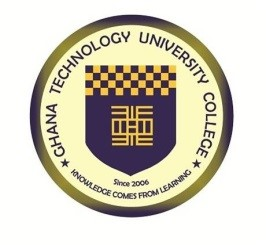 GHANA TECHNOLOGY UNIVERSITY COLLEGE
Since 2006
KNOWLEDGE COMES FROM LEARNING